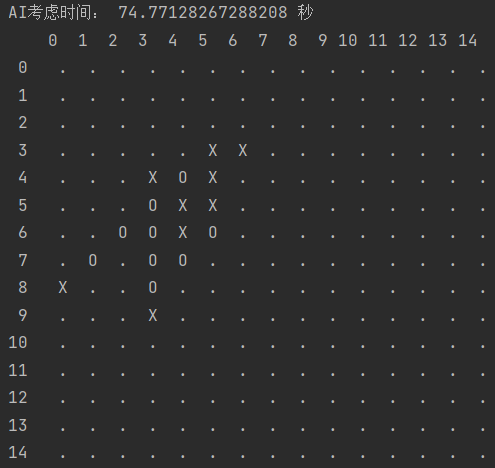 AI考虑时间： 74.77128267288208 秒
    0  1  2  3  4  5  6  7  8  9 10 11 12 13 14
 0  .  .  .  .  .  .  .  .  .  .  .  .  .  .  .
 1  .  .  .  .  .  .  .  .  .  .  .  .  .  .  .
 2  .  .  .  .  .  .  .  .  .  .  .  .  .  .  .
 3  .  .  .  .  .  X  X  .  .  .  .  .  .  .  .
 4  .  .  .  X  O  X  .  .  .  .  .  .  .  .  .
 5  .  .  .  O  X  X  .  .  .  .  .  .  .  .  .
 6  .  .  O  O  X  O  .  .  .  .  .  .  .  .  .
 7  .  O  .  O  O  .  .  .  .  .  .  .  .  .  .
 8  X  .  .  O  .  .  .  .  .  .  .  .  .  .  .
 9  .  .  .  X  .  .  .  .  .  .  .  .  .  .  .
10  .  .  .  .  .  .  .  .  .  .  .  .  .  .  .
11  .  .  .  .  .  .  .  .  .  .  .  .  .  .  .
12  .  .  .  .  .  .  .  .  .  .  .  .  .  .  .
13  .  .  .  .  .  .  .  .  .  .  .  .  .  .  .
14  .  .  .  .  .  .  .  .  .  .  .  .  .  .  .